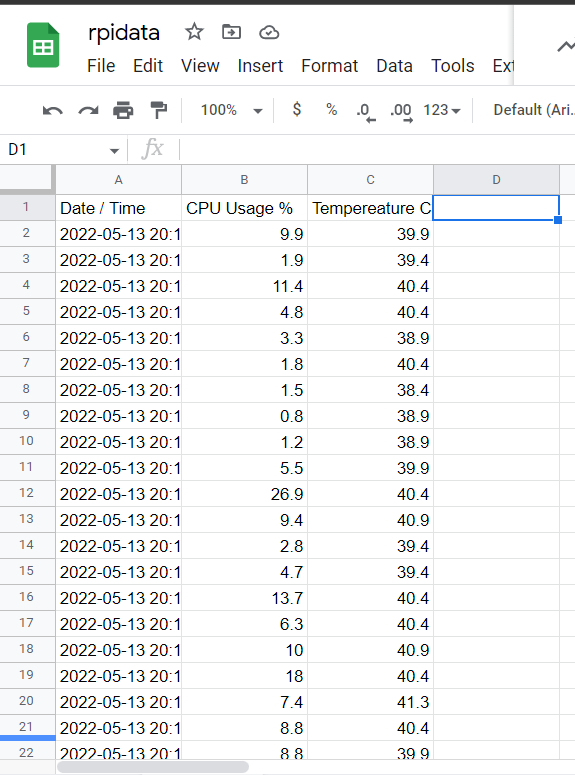 rpidata
File Edit View Insert Format Data Tools Ext
100% $ % .0 .00 123 Default (Ari...
D1 fx
A B C D
1 Date / Time CPU Usage % Tempereature C
2 2022-05-13 20:1 9.9 39.9
3 2022-05-13 20:1 1.9 39.4
4 2022-05-13 20:1 11.4 40.4
5 2022-05-13 20:1 4.8 40.4
6 2022-05-13 20:1 3.3 38.9
7 2022-05-13 20:1 1.8 40.4
8 2022-05-13 20:1 1.5 38.4
9 2022-05-13 20:1 0.8 38.9
10 2022-05-13 20:1 1.2 38.9
11 2022-05-13 20:1 5.5 39.9
12 2022-05-13 20:1 26.9 40.4
13 2022-05-13 20:1 9.4 40.9
14 2022-05-13 20:1 2.8 39.4
15 2022-05-13 20:1 4.7 39.4
16 2022-05-13 20:1 13.7 40.4
17 2022-05-13 20:1 6.3 40.4
18 2022-05-13 20:1 10 40.9
19 2022-05-13 20:1 18 40.4
20 2022-05-13 20:1 7.4 41.3
21 2022-05-13 20:1 8.8 40.4
22 2022-05-13 20:1 8.8 39.9